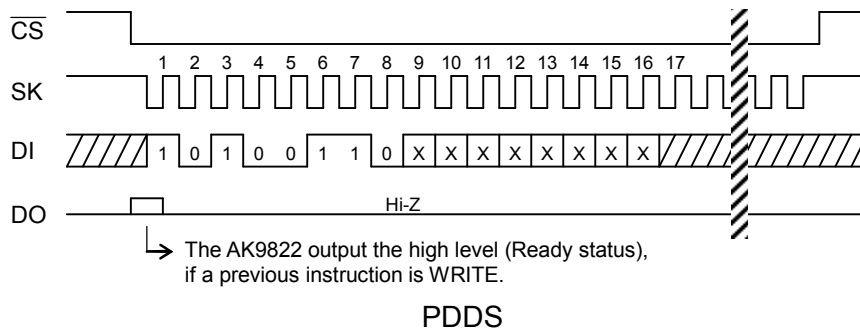 CS
1 2 3 4 5 6 7 8 9 10 11 12 13 14 15 16 17
SK
DI 1 0 1 0 0 1 1 0 X X X X X X X X
DO Hi-Z
The AK9822 output the high level (Ready status),
if a previous instruction is WRITE.
PDDS